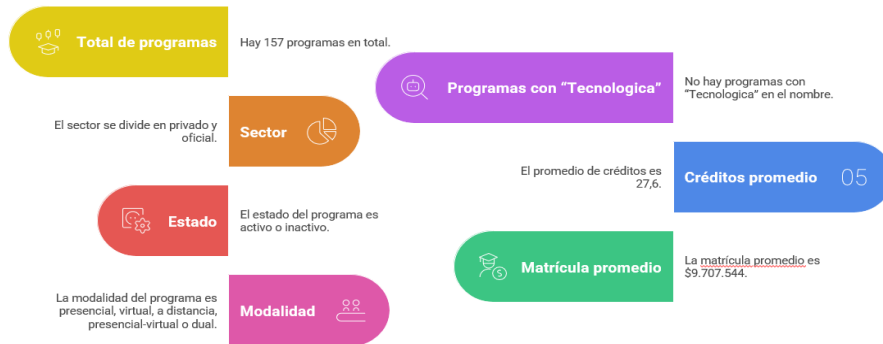 Total de programas
Hay 157 programas en total.
El sector se divide en privado y
oficial.
Sector
Estado
El estado del programa es
activo o inactivo.
La modalidad del programa es
presencial, virtual, a distancia,
presencial-virtual o dual.
Modalidad
Programas con “Tecnologica”
No hay programas con
“Tecnologica” en el nombre.
El promedio de créditos es
27,6.
Créditos promedio
05
Matrícula promedio
La matrícula promedio es
$9.707.544.